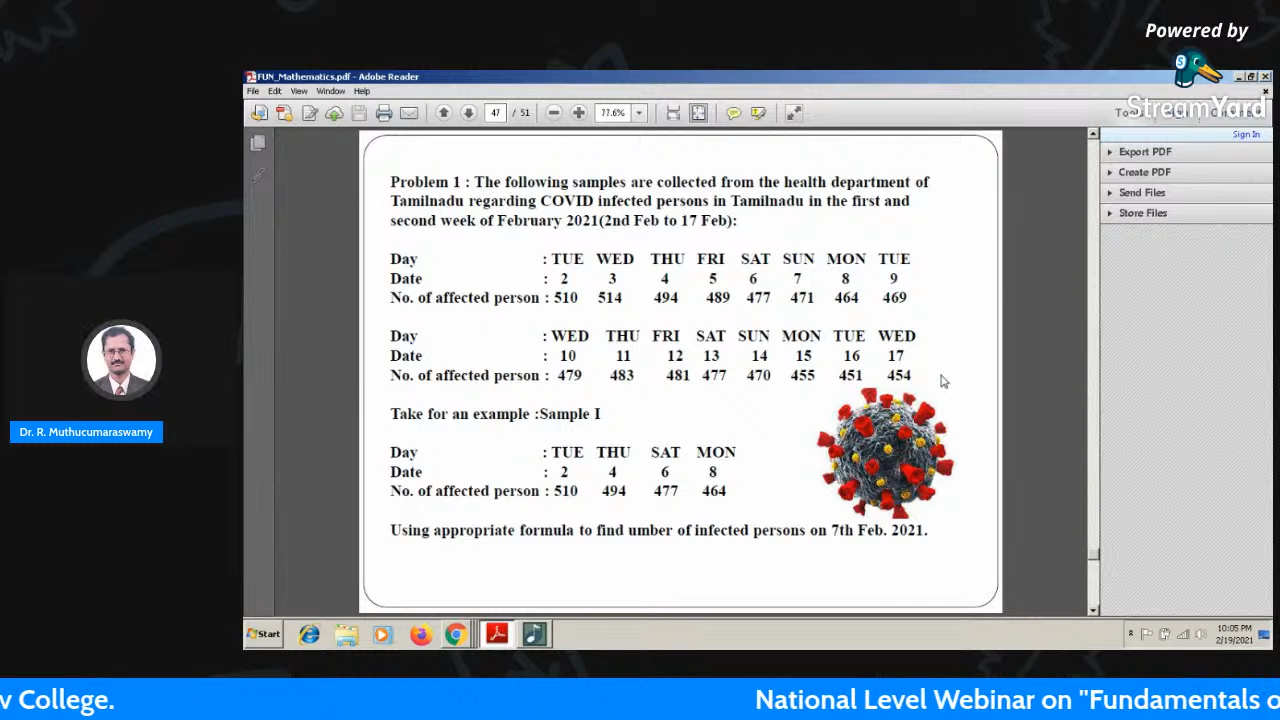 Powered by
StreamYard
FUN_Mathematics.pdf - Adobe Reader
File Edit View Window Help
47 / 51 77.6%
Sign In
Export PDF
Create PDF
Send Files
Store Files
Problem 1 : The following samples are collected from the health department of
Tamilnadu regarding COVID infected persons in Tamilnadu in the first and
second week of February 2021(2nd Feb to 17 Feb):
Day : TUE WED THU FRI SAT SUN MON TUE
Date : 2 3 4 5 6 7 8 9
No. of affected person : 510 514 494 489 477 471 464 469
Day : WED THU FRI SAT SUN MON TUE WED
Date : 10 11 12 13 14 15 16 17
No. of affected person : 479 483 481 477 470 455 451 454
Take for an example :Sample I
Day : TUE THU SAT MON
Date : 2 4 6 8
No. of affected person : 510 494 477 464
Using appropriate formula to find umber of infected persons on 7th Feb. 2021.
Dr. R. Muthucumaraswamy
Start
10:05 PM
2/19/2021
College.
National Level Webinar on "Fundamentals